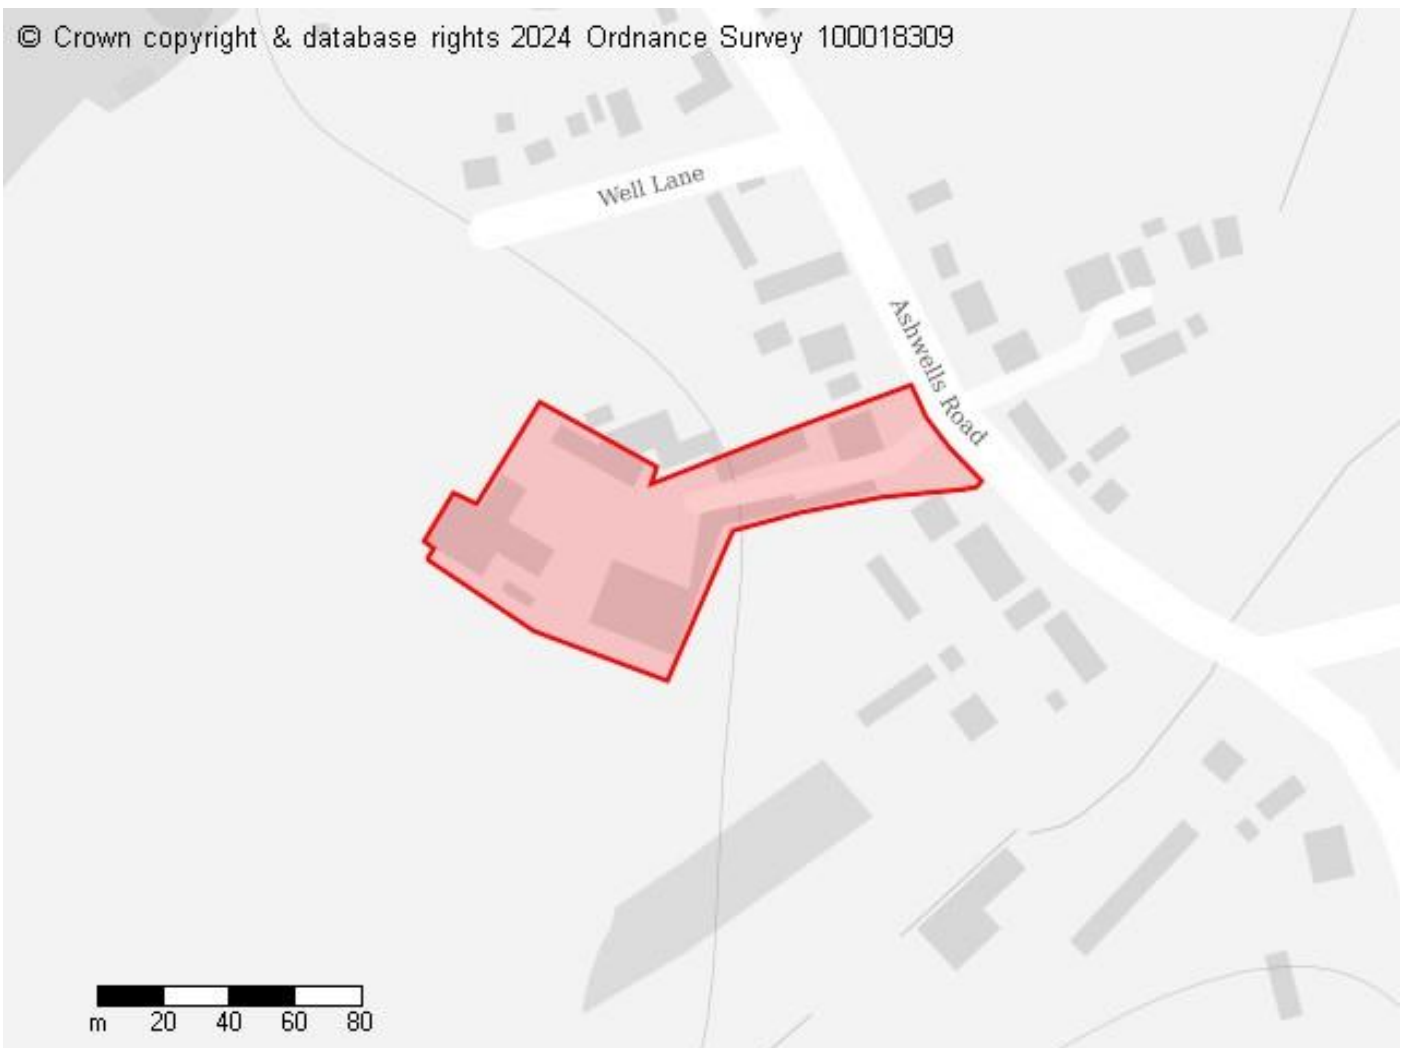 © Crown copyright & database rights 2024 Ordnance Survey 100018309
Well Lane
Ashwells Road
m 20 40 60 80